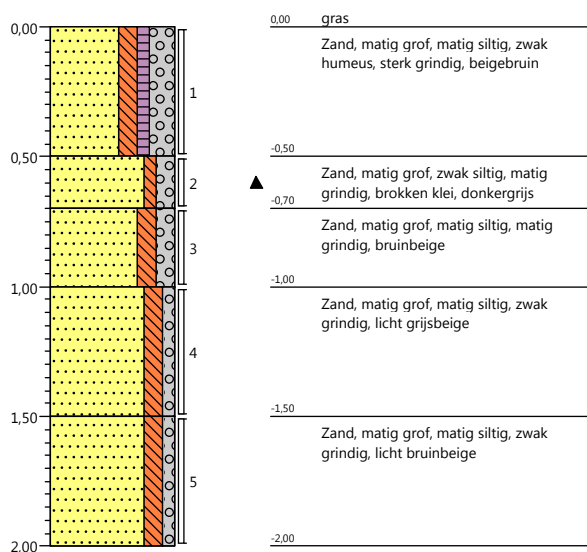 0,00
0,50
1,00
1,50
2,00
1
2
3
4
5
0,00 gras
Zand, matig grof, matig siltig, zwak
humeus, sterk grindig, beigebruin
-0,50
Zand, matig grof, zwak siltig, matig
grindig, brokken klei, donkergrijs
-0,70
Zand, matig grof, matig siltig, matig
grindig, bruinbeige
-1,00
Zand, matig grof, matig siltig, zwak
grindig, licht grijsbeige
-1,50
Zand, matig grof, matig siltig, zwak
grindig, licht bruinbeige
-2,00